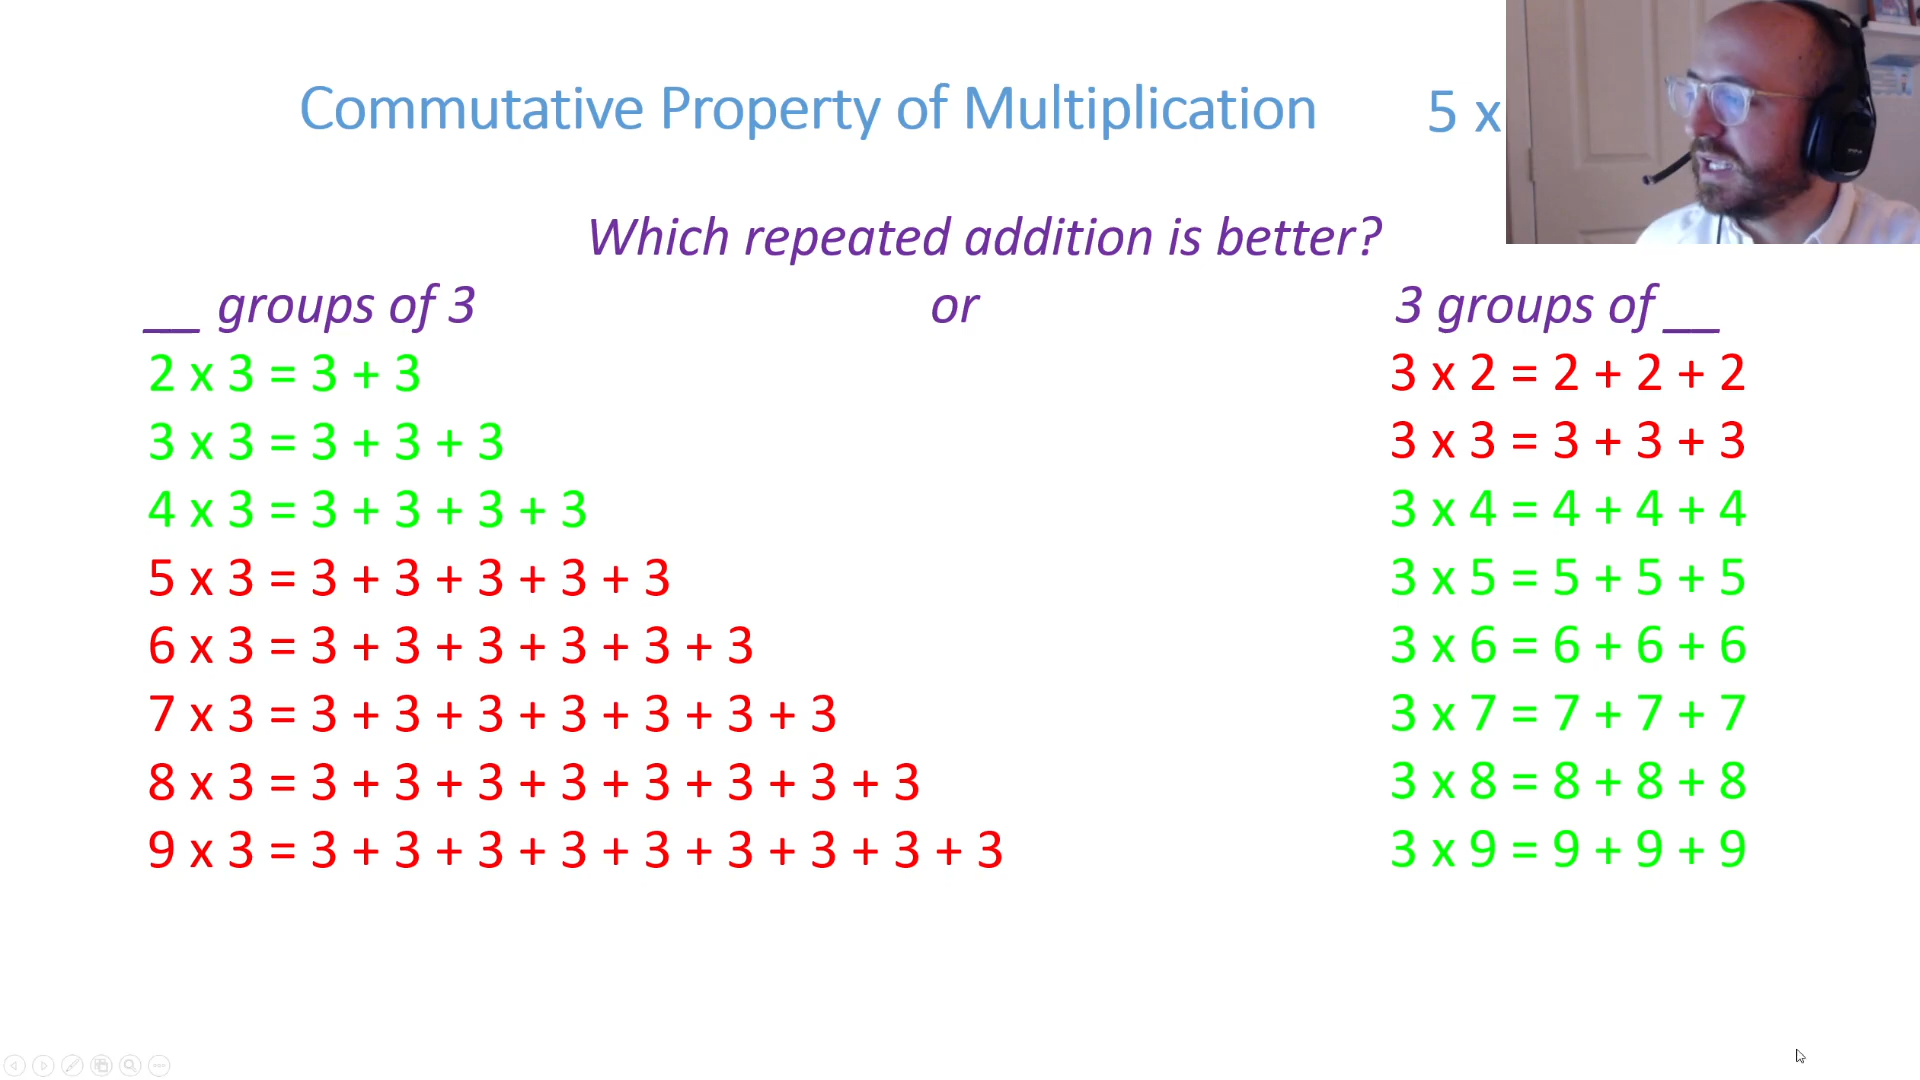 Commutative Property of Multiplication 5 x
Which repeated addition is better?
__ groups of 3 or 3 groups of __
2 x 3 = 3 + 3 3 x 2 = 2 + 2 + 2
3 x 3 = 3 + 3 + 3 3 x 3 = 3 + 3 + 3
4 x 3 = 3 + 3 + 3 + 3 3 x 4 = 4 + 4 + 4
5 x 3 = 3 + 3 + 3 + 3 + 3 3 x 5 = 5 + 5 + 5
6 x 3 = 3 + 3 + 3 + 3 + 3 + 3 3 x 6 = 6 + 6 + 6
7 x 3 = 3 + 3 + 3 + 3 + 3 + 3 + 3 3 x 7 = 7 + 7 + 7
8 x 3 = 3 + 3 + 3 + 3 + 3 + 3 + 3 + 3 3 x 8 = 8 + 8 + 8
9 x 3 = 3 + 3 + 3 + 3 + 3 + 3 + 3 + 3 + 3 3 x 9 = 9 + 9 + 9